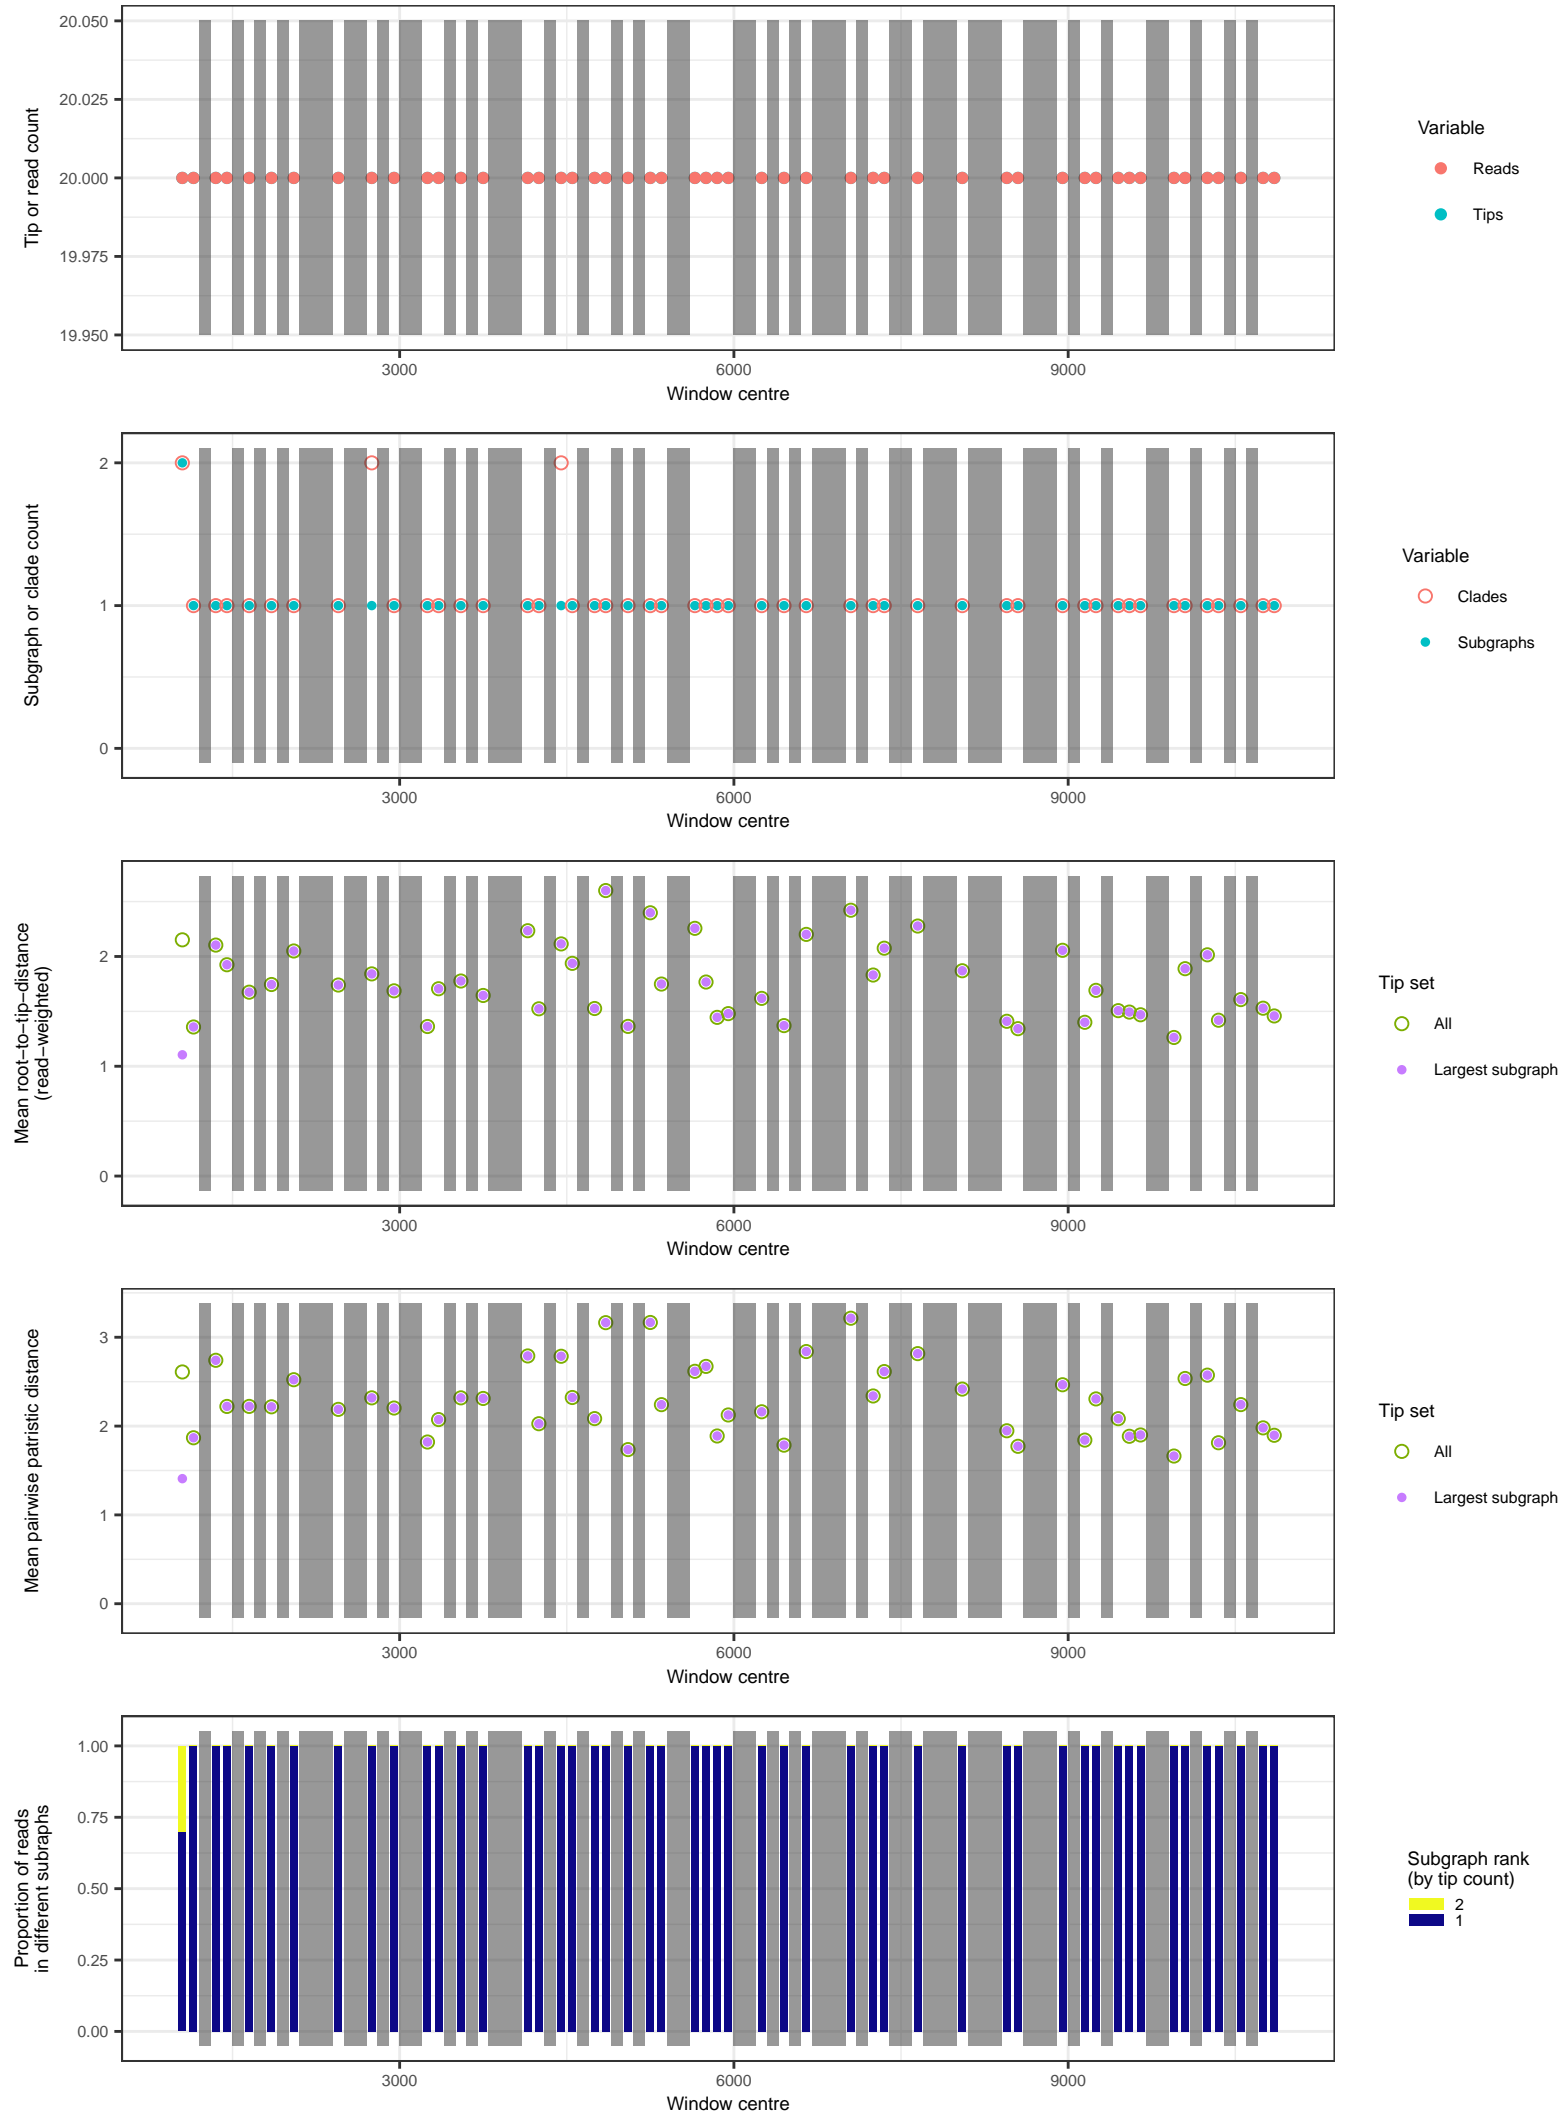 20.050
20.025
20.000
19.975
19.950
Tip or read count
3000
6000
9000
Window centre
Variable
Reads
Tips
2
1
0
Subgraph or clade count
3000
6000
9000
Window centre
Variable
Clades
Subgraphs
2
1
0
Mean root−to−tip−distance
(read−weighted)
3000
6000
9000
Window centre
Tip set
All
Largest subgraph
3
2
1
0
Mean pairwise patristic distance
3000
6000
9000
Window centre
Tip set
All
Largest subgraph
1.00
0.75
0.50
0.25
0.00
Proportion of reads
in different subraphs
3000
6000
9000
Window centre
Subgraph rank
(by tip count)
2
1